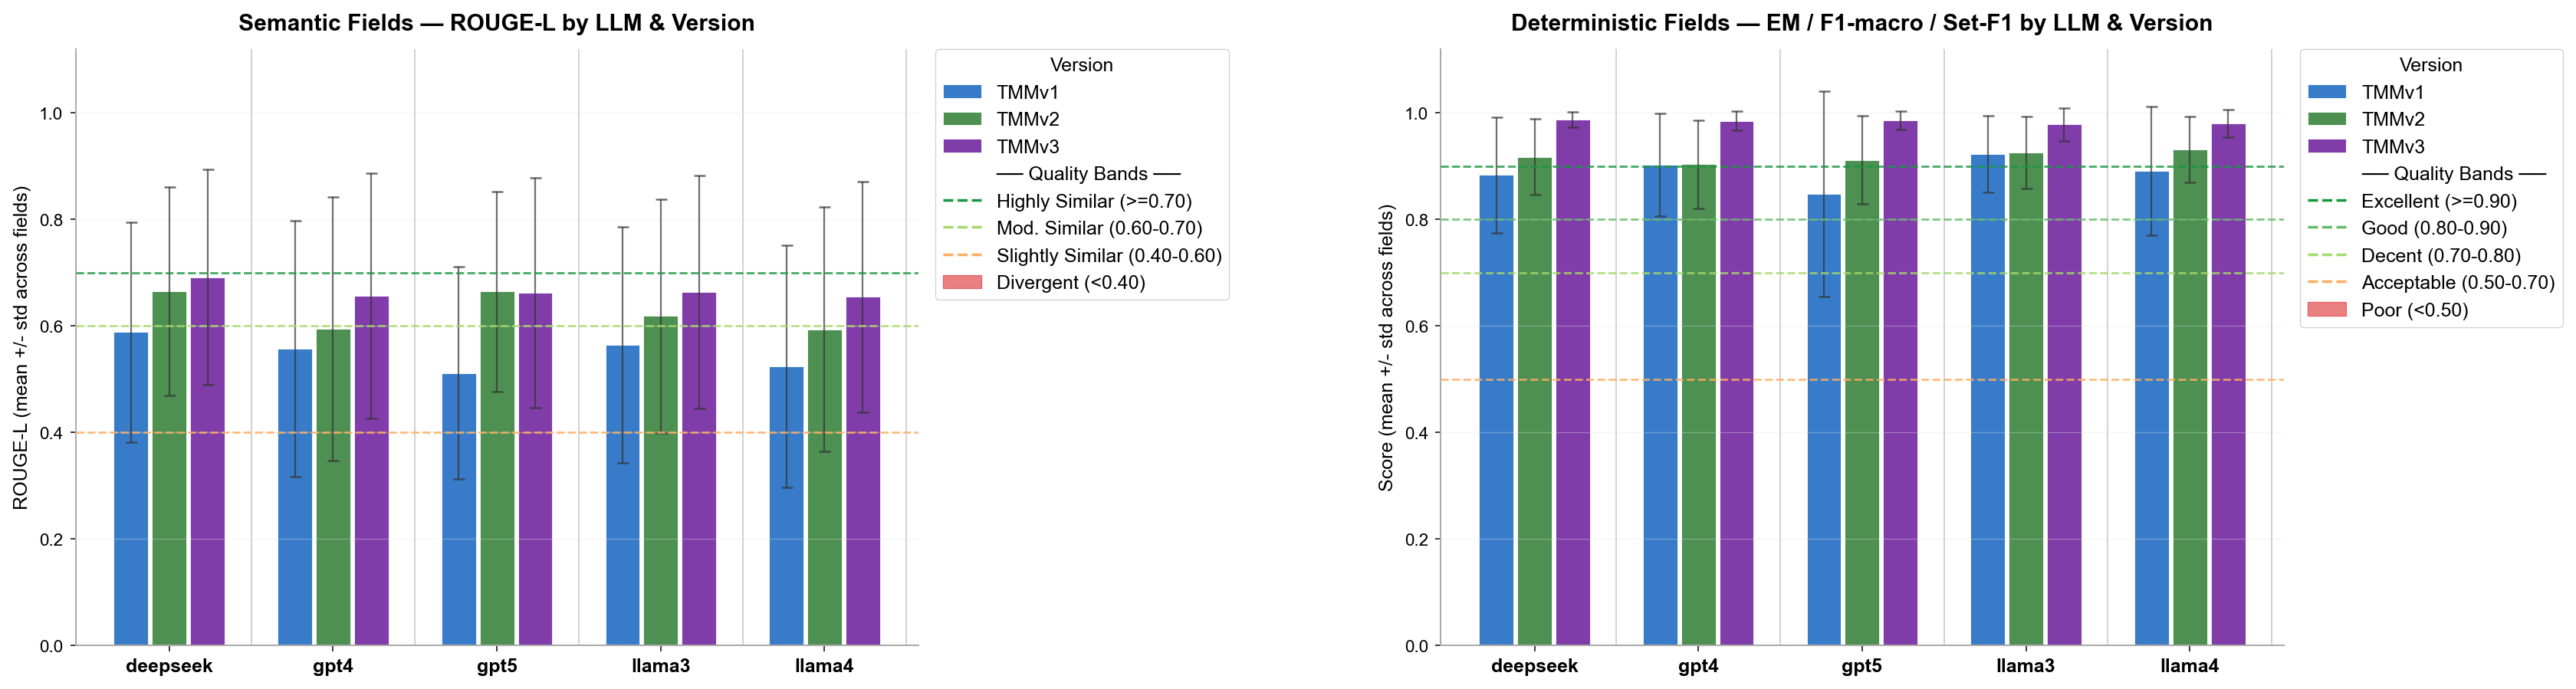 Semantic Fields — ROUGE-L by LLM & Version
ROUGE-L (mean +/- std across fields)
1.0
0.8
0.6
0.4
0.2
0.0
deepseek
gpt4
gpt5
llama3
llama4
Version
TMMv1
TMMv2
TMMv3
── Quality Bands ──
Highly Similar (>=0.70)
Mod. Similar (0.60-0.70)
Slightly Similar (0.40-0.60)
Divergent (<0.40)
Deterministic Fields — EM / F1-macro / Set-F1 by LLM & Version
Score (mean +/- std across fields)
1.0
0.8
0.6
0.4
0.2
0.0
deepseek
gpt4
gpt5
llama3
llama4
Version
TMMv1
TMMv2
TMMv3
── Quality Bands ──
Excellent (>=0.90)
Good (0.80-0.90)
Decent (0.70-0.80)
Acceptable (0.50-0.70)
Poor (<0.50)